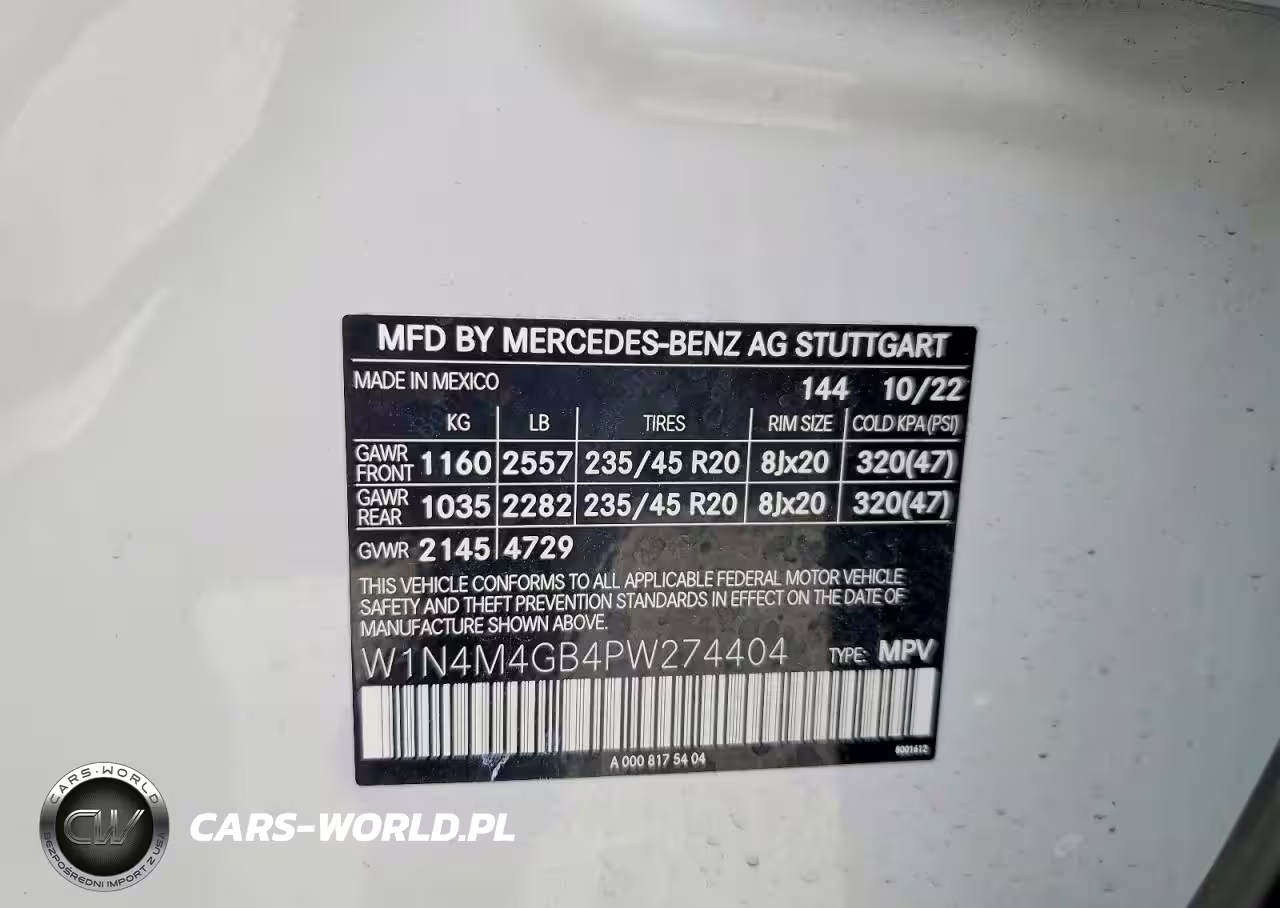 MFD BY MERCEDES-BENZ AG STUTTGART
MADE IN MEXICO 144 10/22
KG LB TIRES RIM SIZE COLD KPA(PSI)
GAWR FRONT 1160 2557 235/45 R20 8Jx20 320(47)
GAWR REAR 1035 2282 235/45 R20 8Jx20 320(47)
GVWR 2145 4729
THIS VEHICLE CONFORMS TO ALL APPLICABLE FEDERAL MOTOR VEHICLE
SAFETY AND THEFT PREVENTION STANDARDS IN EFFECT ON THE DATE OF
MANUFACTURE SHOWN ABOVE.
W1N4M4GB4PW274404 TYPE: MPV
A 000 817 54 04 8001612
CARS-WORLD
CW
BEZPOŚREDNI IMPORT Z USA
CARS-WORLD.PL